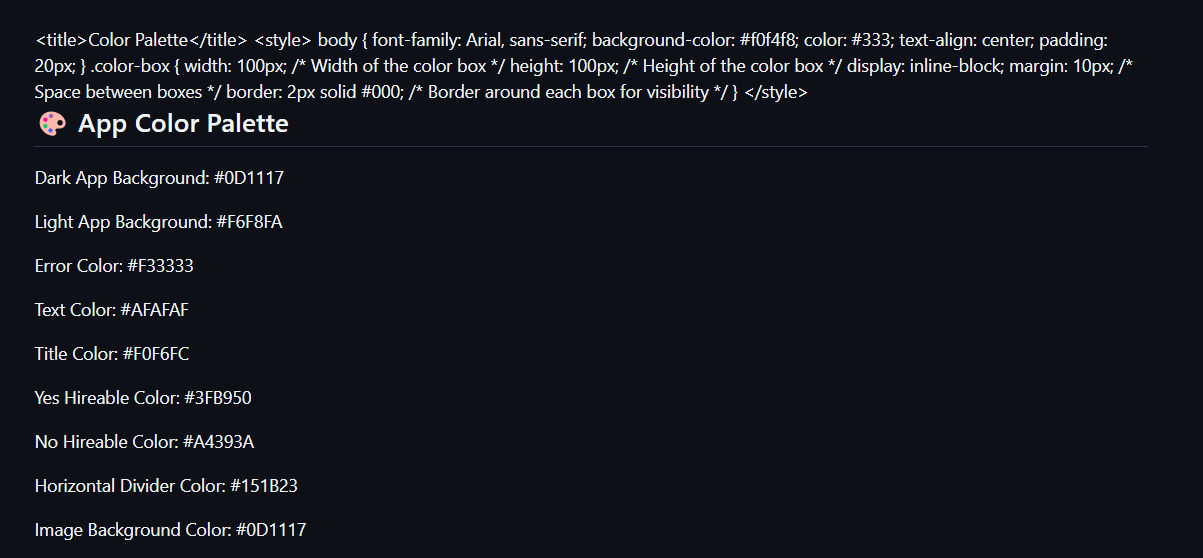 <title>Color Palette</title> <style> body { font-family: Arial, sans-serif; background-color: #f0f4f8; color: #333; text-align: center; padding:
20px; } .color-box { width: 100px; /* Width of the color box */ height: 100px; /* Height of the color box */ display: inline-block; margin: 10px; /*
Space between boxes */ border: 2px solid #000; /* Border around each box for visibility */ } </style>
🎨 App Color Palette
Dark App Background: #0D1117
Light App Background: #F6F8FA
Error Color: #F33333
Text Color: #AFAFAF
Title Color: #F0F6FC
Yes Hireable Color: #3FB950
No Hireable Color: #A4393A
Horizontal Divider Color: #151B23
Image Background Color: #0D1117